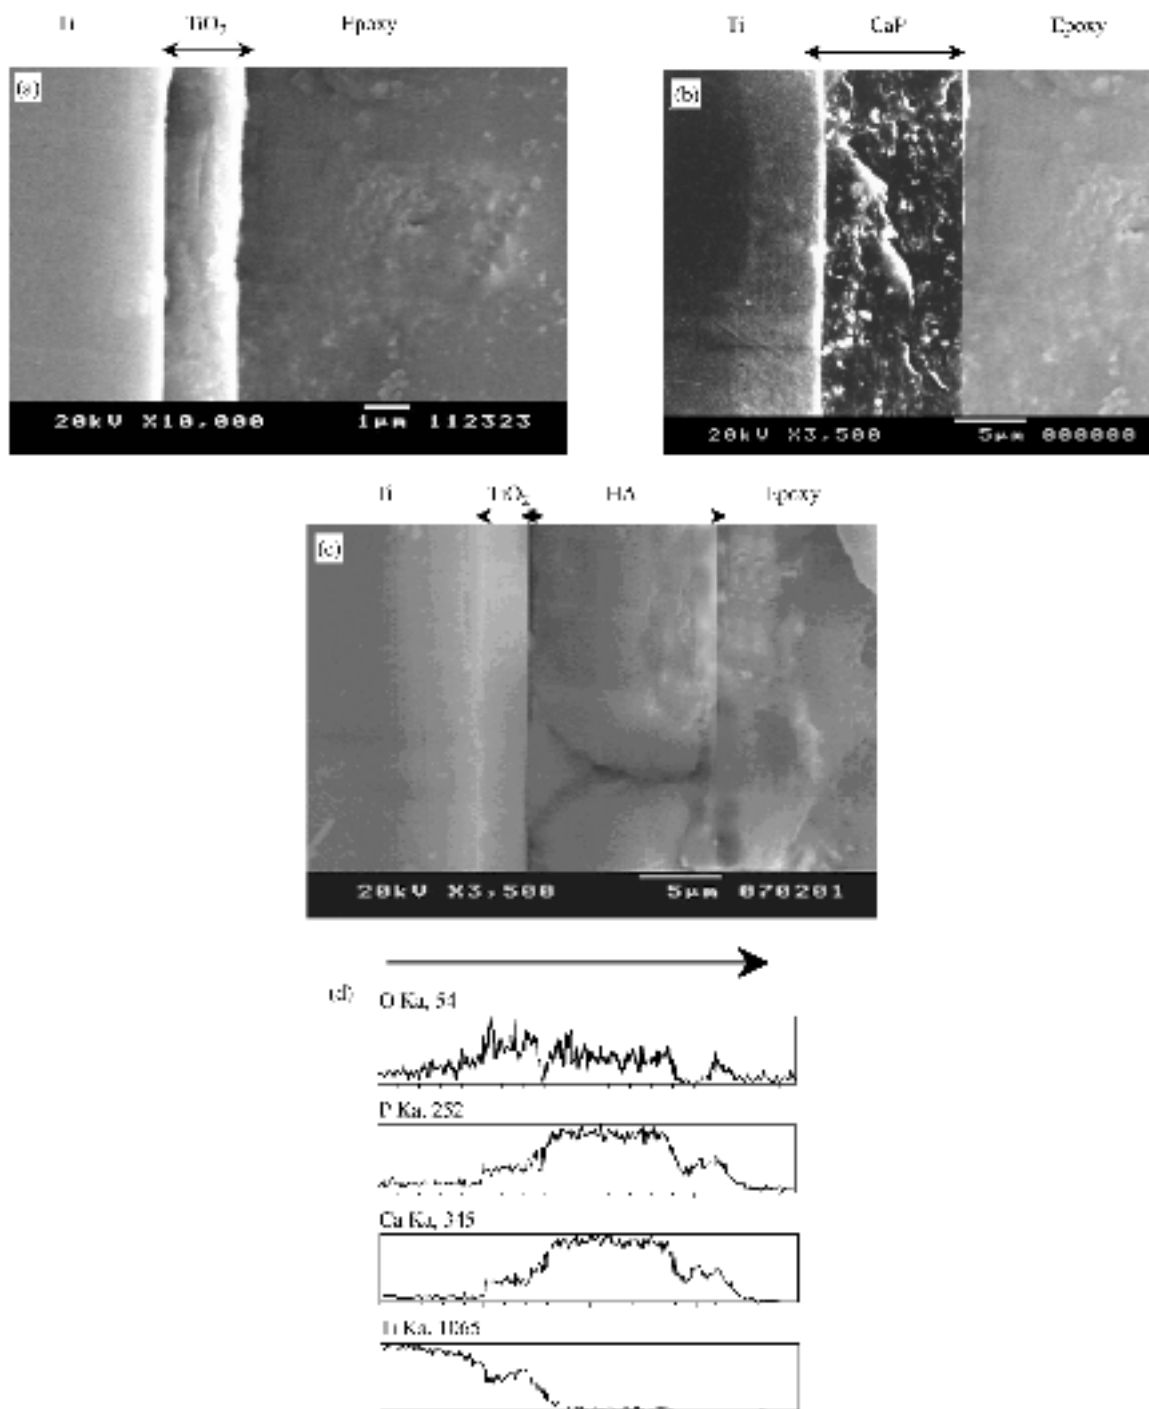 Ti TiO₂ Epoxy
(a)
20kV X10,000 1µm 112323
Ti CaP Epoxy
(b)
20kV X3,500 5µm 000000
Ti TiO₂ HA Epoxy
(c)
20kV X3,500 5µm 070201
(d)
O Ka, 54
P Ka, 252
Ca Ka, 345
Ti Ka, 1065